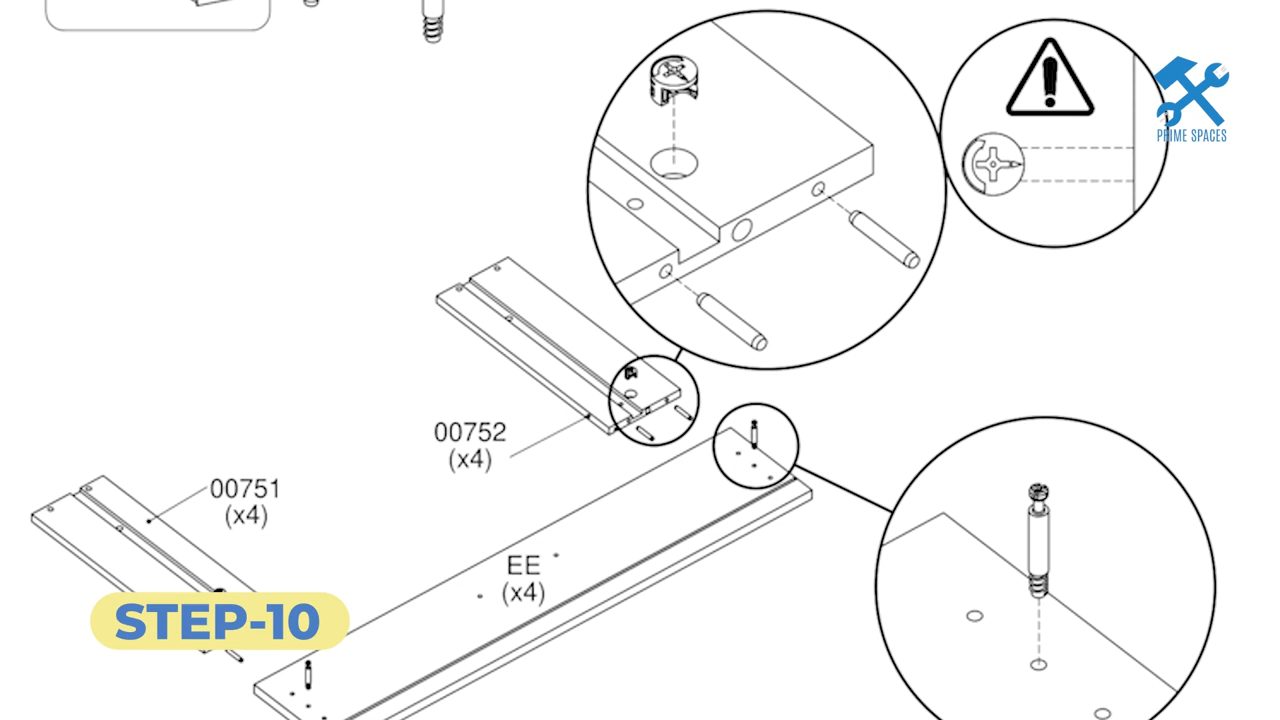 PRIME SPACES
00752
(x4)
00751
(x4)
EE
(x4)
STEP-10